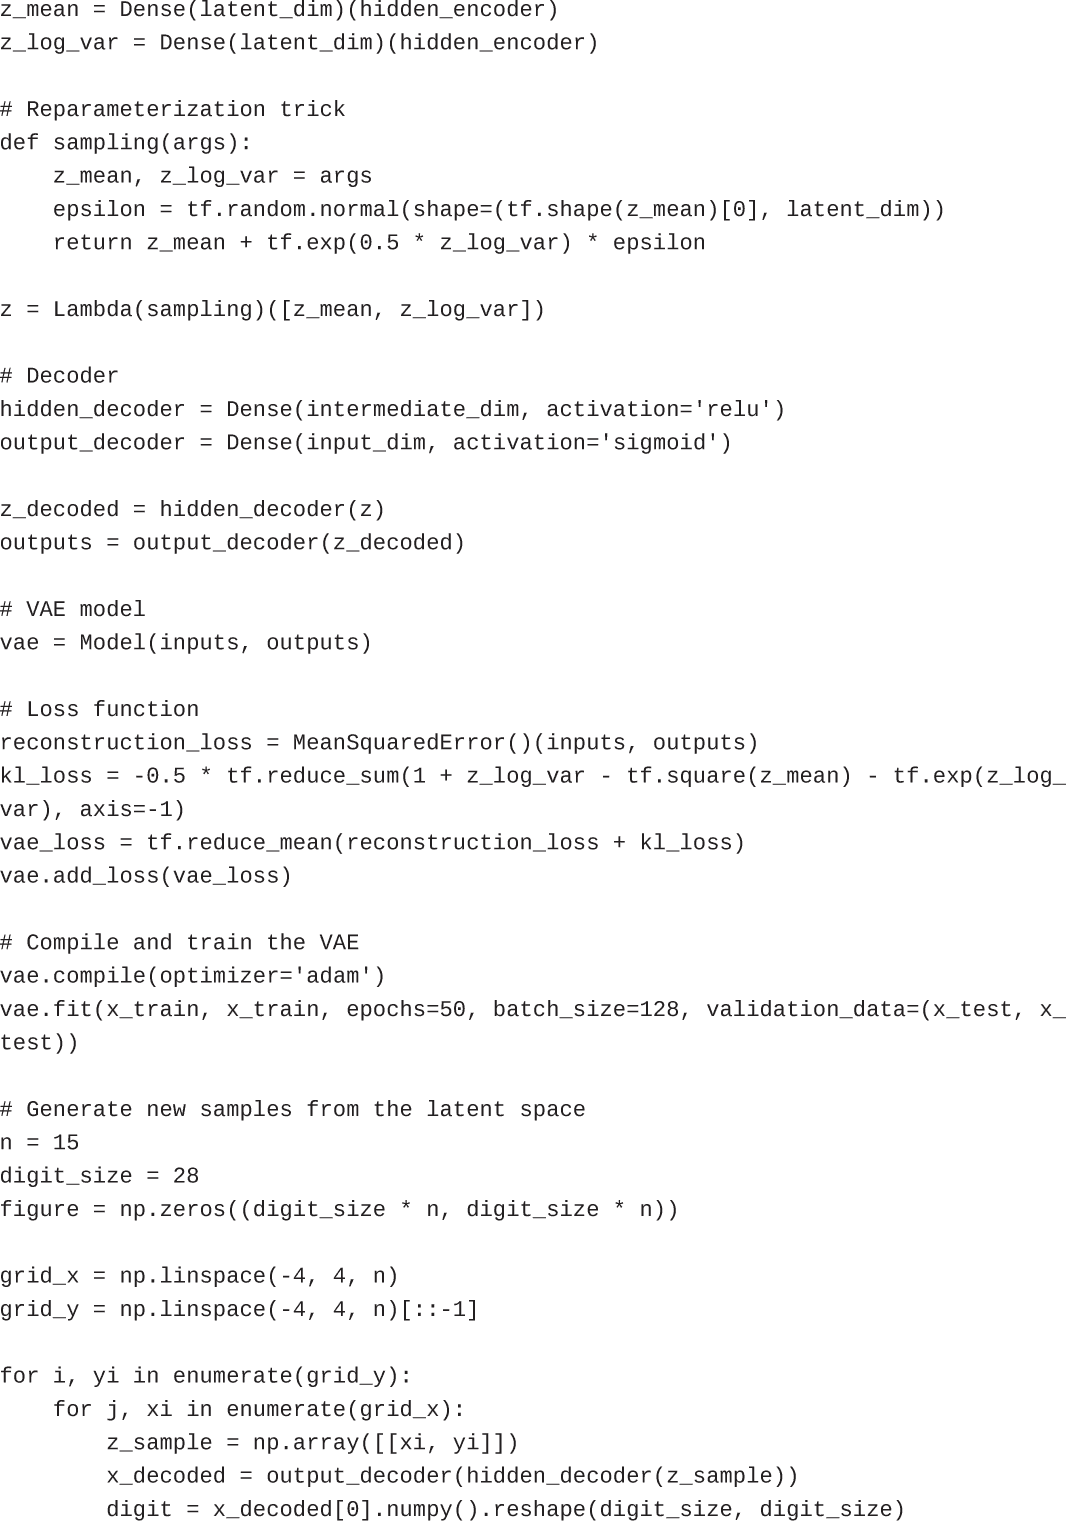 z_mean = Dense(latent_dim)(hidden_encoder)
z_log_var = Dense(latent_dim)(hidden_encoder)

# Reparameterization trick
def sampling(args):
    z_mean, z_log_var = args
    epsilon = tf.random.normal(shape=(tf.shape(z_mean)[0], latent_dim))
    return z_mean + tf.exp(0.5 * z_log_var) * epsilon

z = Lambda(sampling)([z_mean, z_log_var])

# Decoder
hidden_decoder = Dense(intermediate_dim, activation='relu')
output_decoder = Dense(input_dim, activation='sigmoid')

z_decoded = hidden_decoder(z)
outputs = output_decoder(z_decoded)

# VAE model
vae = Model(inputs, outputs)

# Loss function
reconstruction_loss = MeanSquaredError()(inputs, outputs)
kl_loss = -0.5 * tf.reduce_sum(1 + z_log_var - tf.square(z_mean) - tf.exp(z_log_
var), axis=-1)
vae_loss = tf.reduce_mean(reconstruction_loss + kl_loss)
vae.add_loss(vae_loss)

# Compile and train the VAE
vae.compile(optimizer='adam')
vae.fit(x_train, x_train, epochs=50, batch_size=128, validation_data=(x_test, x_
test))

# Generate new samples from the latent space
n = 15
digit_size = 28
figure = np.zeros((digit_size * n, digit_size * n))

grid_x = np.linspace(-4, 4, n)
grid_y = np.linspace(-4, 4, n)[::-1]

for i, yi in enumerate(grid_y):
    for j, xi in enumerate(grid_x):
        z_sample = np.array([[xi, yi]])
        x_decoded = output_decoder(hidden_decoder(z_sample))
        digit = x_decoded[0].numpy().reshape(digit_size, digit_size)